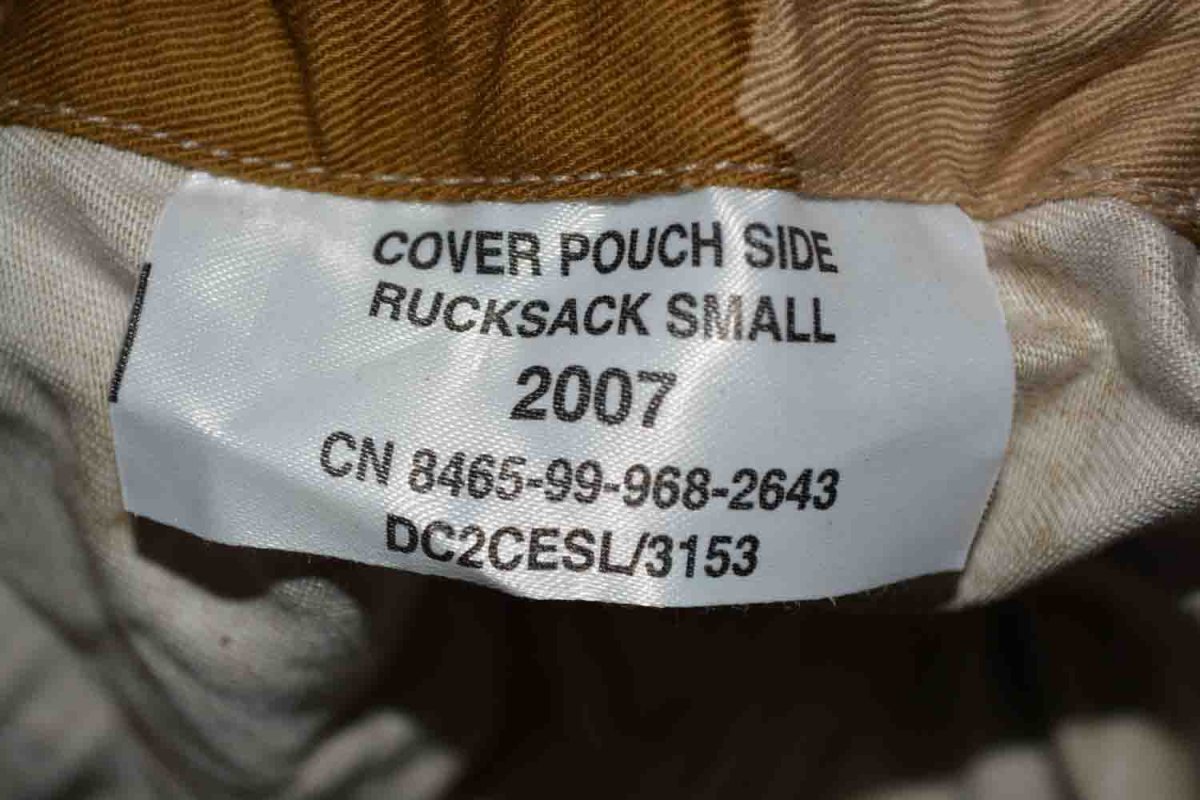 COVER POUCH SIDE
RUCKSACK SMALL
2007
CN 8465-99-968-2643
DC2CESL/3153